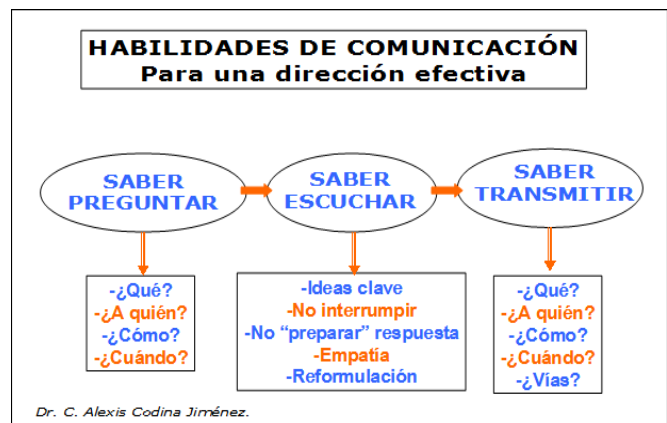 HABILIDADES DE COMUNICACIÓN
Para una dirección efectiva
SABER
PREGUNTAR
SABER
ESCUCHAR
SABER
TRANSMITIR
-¿Qué?
-¿A quién?
-¿Cómo?
-¿Cuándo?
-Ideas clave
-No interrumpir
-No “preparar” respuesta
-Empatía
-Reformulación
-¿Qué?
-¿A quién?
-¿Cómo?
-¿Cuándo?
-¿Vías?
Dr. C. Alexis Codina Jiménez.